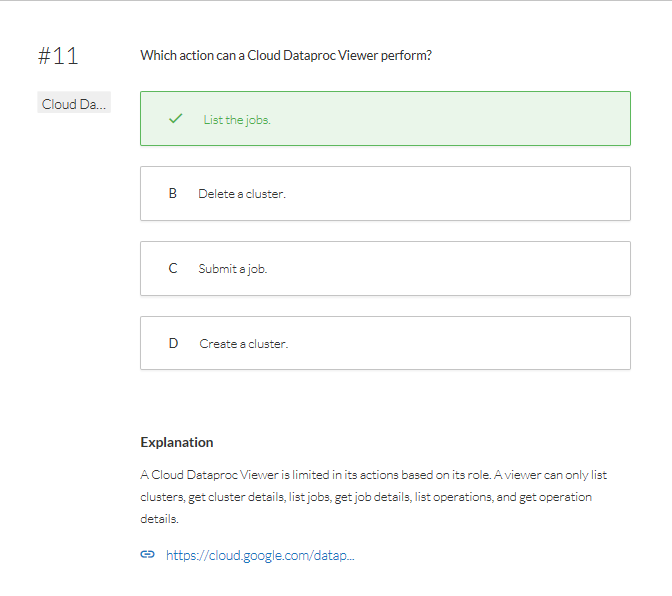 #11
Which action can a Cloud Dataproc Viewer perform?
Cloud Da...
List the jobs.
B Delete a cluster.
C Submit a job.
D Create a cluster.
Explanation
A Cloud Dataproc Viewer is limited in its actions based on its role. A viewer can only list
clusters, get cluster details, list jobs, get job details, list operations, and get operation
details.
https://cloud.google.com/datap...